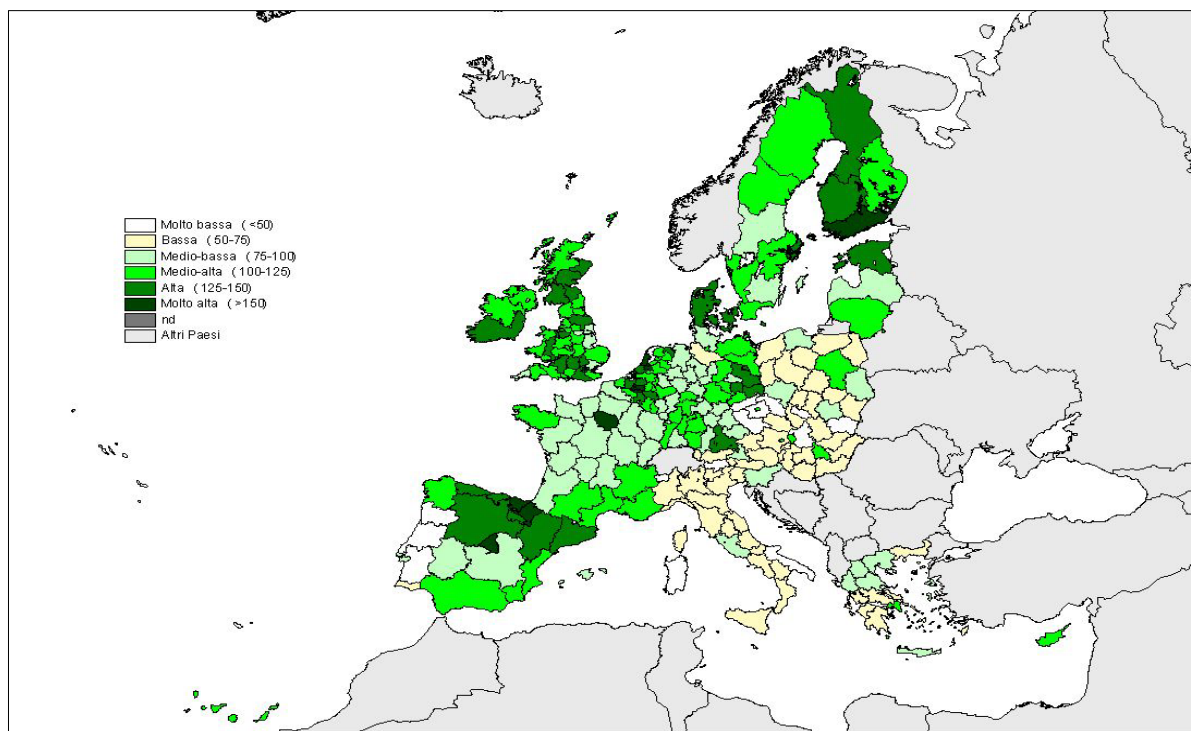 Molto bassa (<50)
Bassa (50-75)
Medio-bassa (75-100)
Medio-alta (100-125)
Alta (125-150)
Molto alta (>150)
nd
Altri Paesi